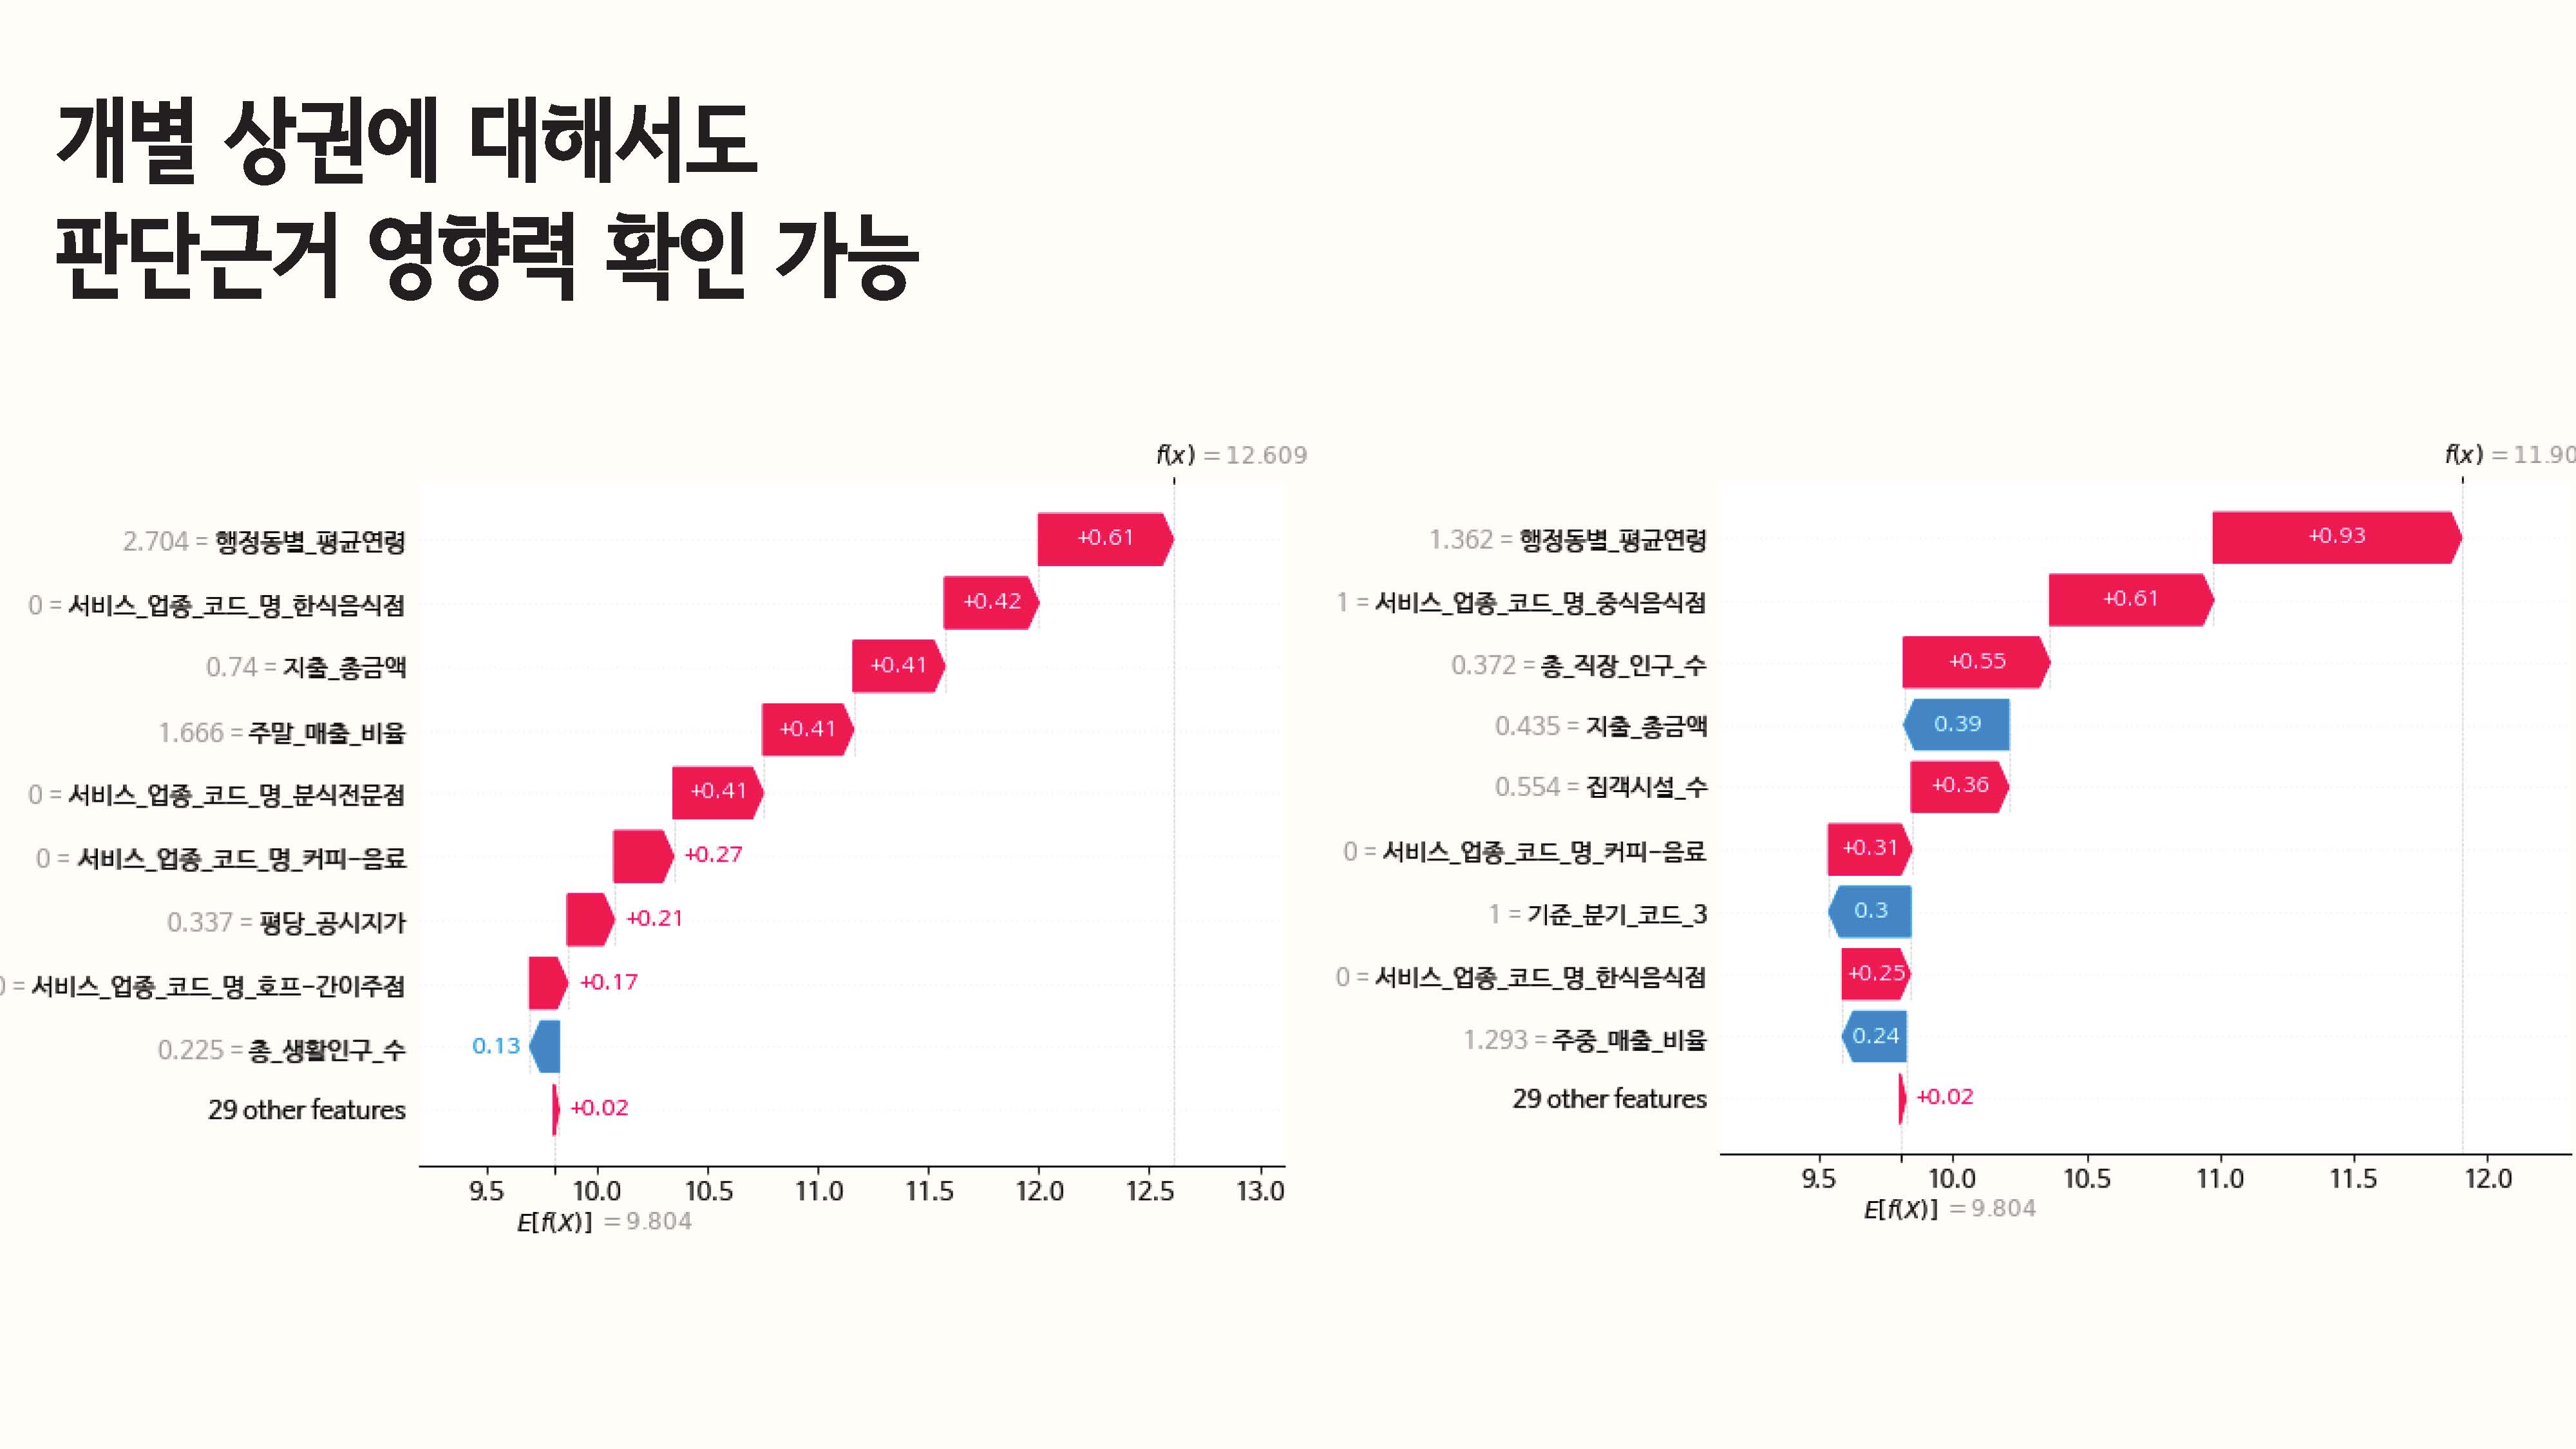 개별 상권에 대해서도
판단근거 영향력 확인 가능
f(x) = 12.609
2.704 = 행정동별_평균연령
+0.61
0 = 서비스_업종_코드_명_한식음식점
+0.42
0.74 = 지출_총금액
+0.41
1.666 = 주말_매출_비율
+0.41
0 = 서비스_업종_코드_명_분식전문점
+0.41
0 = 서비스_업종_코드_명_커피-음료
+0.27
0.337 = 평당_공시지가
+0.21
0 = 서비스_업종_코드_명_호프-간이주점
+0.17
0.225 = 총_생활인구_수
0.13
29 other features
+0.02
9.5 10.0 10.5 11.0 11.5 12.0 12.5 13.0
E[f(X)] = 9.804
f(x) = 11.90
1.362 = 행정동별_평균연령
+0.93
1 = 서비스_업종_코드_명_중식음식점
+0.61
0.372 = 총_직장_인구_수
+0.55
0.435 = 지출_총금액
0.39
0.554 = 집객시설_수
+0.36
0 = 서비스_업종_코드_명_커피-음료
+0.31
1 = 기준_분기_코드_3
0.3
0 = 서비스_업종_코드_명_한식음식점
+0.25
1.293 = 주중_매출_비율
0.24
29 other features
+0.02
9.5 10.0 10.5 11.0 11.5 12.0
E[f(X)] = 9.804